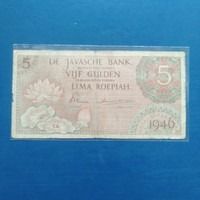 5 DE JAVASCHE BANK 5
VIJF GULDEN
LIMA ROEPIAH
1946